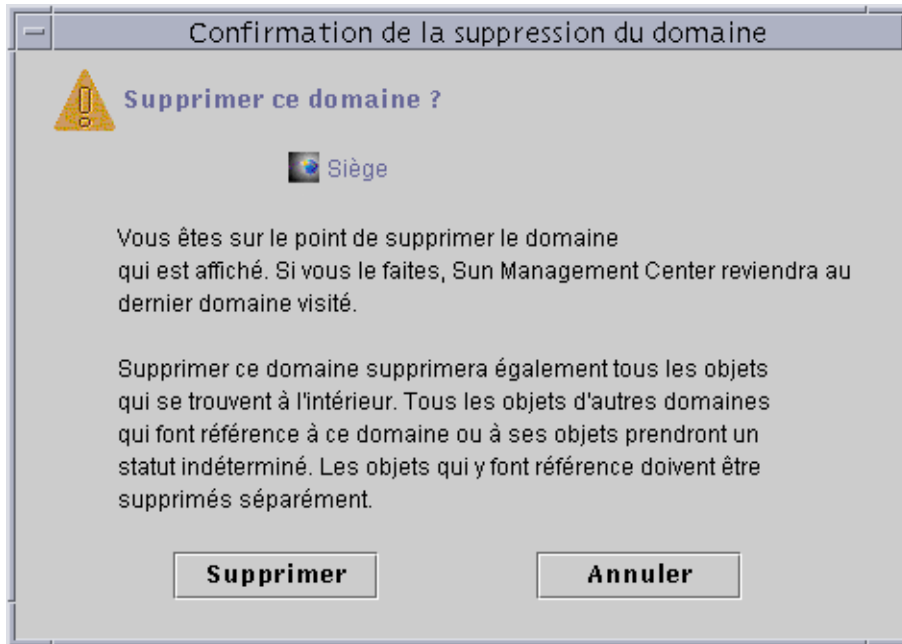 Confirmation de la suppression du domaine
Supprimer ce domaine ?
Siège
Vous êtes sur le point de supprimer le domaine
qui est affiché. Si vous le faites, Sun Management Center reviendra au
dernier domaine visité.
Supprimer ce domaine supprimera également tous les objets
qui se trouvent à l'intérieur. Tous les objets d'autres domaines
qui font référence à ce domaine ou à ses objets prendront un
statut indéterminé. Les objets qui y font référence doivent être
supprimés séparément.
Supprimer
Annuler